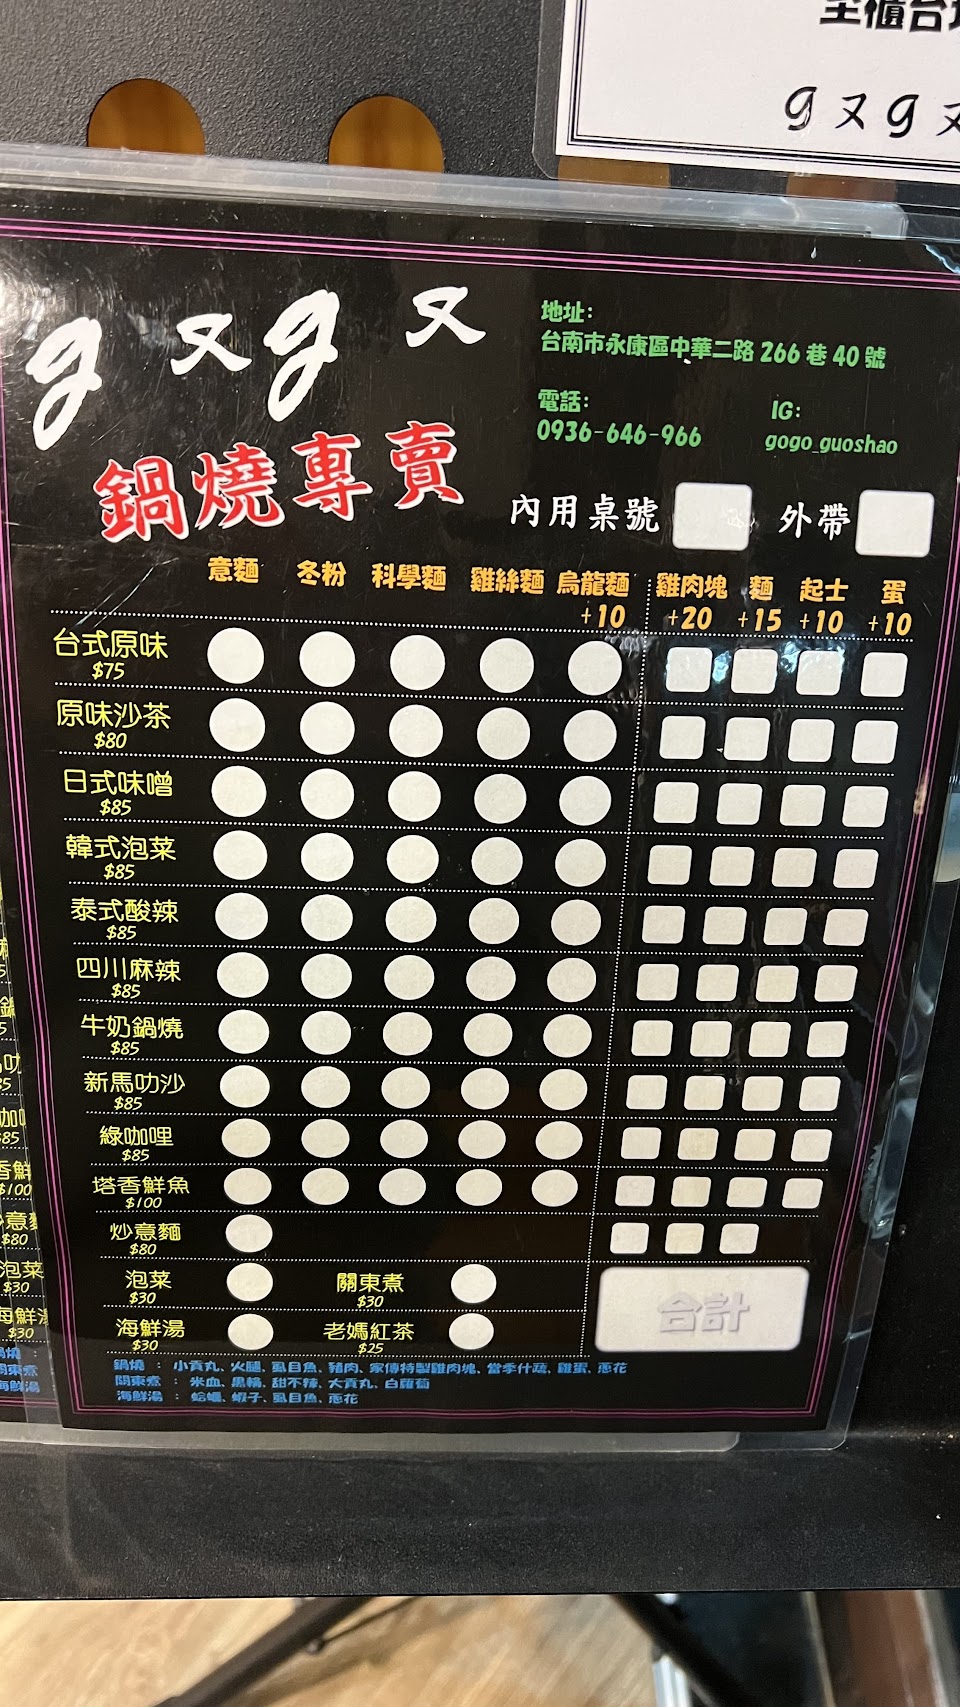 至櫃台
gㄡgㄡ
gㄡgㄡ
鍋燒專賣
地址:
台南市永康區中華二路 266 巷 40 號
電話:
0936-646-966
IG:
gogo_guoshao
內用桌號
外帶
意麵 冬粉 科學麵 雞絲麵 烏龍麵 雞肉塊 麵 起士 蛋
+10 +20 +15 +10 +10
台式原味
$75
原味沙茶
$80
日式味噌
$85
韓式泡菜
$85
泰式酸辣
$85
四川麻辣
$85
牛奶鍋燒
$85
新馬叻沙
$85
綠咖哩
$85
塔香鮮魚
$100
炒意麵
$80
泡菜 關東煮
$30 $30
海鮮湯 老媽紅茶
$30 $25
合計
鍋燒 : 小貢丸、火腿、虱目魚、豬肉、家傳特製雞肉塊、當季什蔬、雞蛋、蔥花
關東煮 : 米血、黑輪、甜不辣、大貢丸、白蘿蔔
海鮮湯 : 蛤蠣、蝦子、虱目魚、蔥花